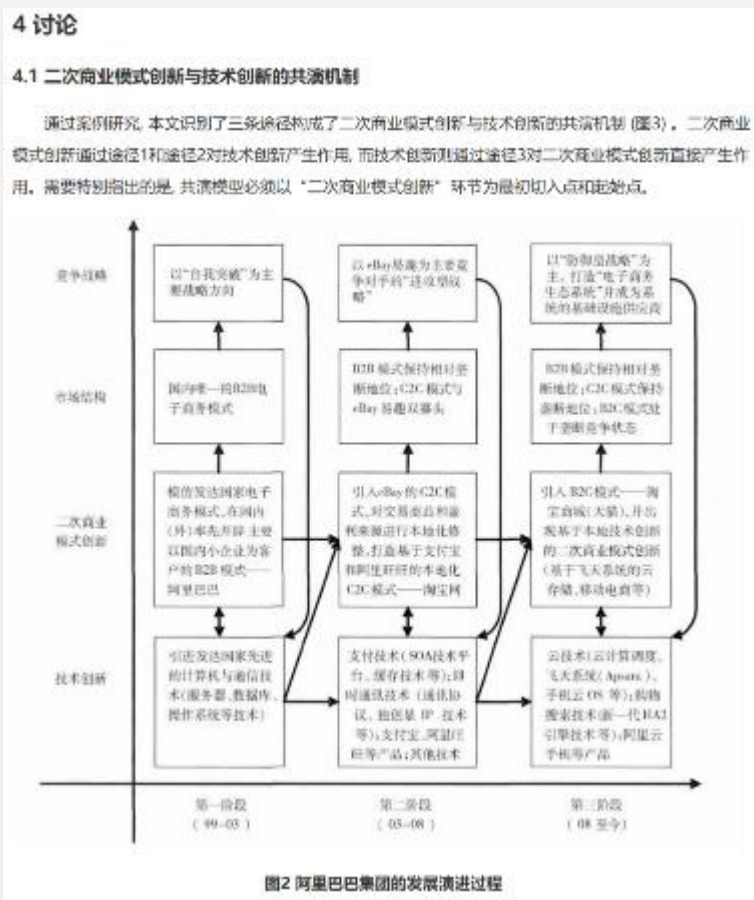 4 讨论
4.1 二次商业模式创新与技术创新的共演机制
通过案例研究, 本文识别了三条途径构成了二次商业模式创新与技术创新的共演机制 (图3) 。二次商业
模式创新通过途径1和途径2对技术创新产生作用, 而技术创新则通过途径3对二次商业模式创新直接产生作
用。需要特别指出的是, 共演模型必须以 “二次商业模式创新” 环节为最初切入点和起始点。
竞争战略
以“自我突破”为主
要战略方向
以 eBay易趣为主要竞
争对手的“进攻型战
略”
以“防御型战略”为
主, 打造“电子商务
生态系统”并成为系
统的基础设施供应商
市场结构
国内唯一的B2B电
子商务模式
B2B 模式保持相对垄
断地位;C2C 模式与
eBay 易趣双寡头
B2B 模式保持相对垄
断地位;C2C模式保持
垄断地位;B2C模式处
于垄断竞争状态
二次商业
模式创新
模仿发达国家电子
商务模式,在国内
(外)率先开辟主要
以国内小企业为客
户的 B2B 模式——
阿里巴巴
引入eBay 的 C2C模
式,对交易商品和盈
利来源进行本地化修
整,打造基于支付宝
和阿里旺旺的本地化
C2C模式——淘宝网
引入 B2C模式——淘
宝商城(天猫),并出
现基于本地技术创新
的二次商业模式创新
(基于飞天系统的云
存储、移动电商等)
技术创新
引进发达国家先进
的计算机与通信技
术(服务器、数据库、
操作系统等技术)
支付技术(SOA技术平
台、缓存技术等);即
时通讯技术 (通讯协
议、 IP 技术
等);支付宝、阿里旺
旺等产品;其他技术
云技术(云计算调度、
飞天系统(Apsara)、
手机云 OS 等);购物
搜索技术(新一代HA2
引擎技术等);阿里云
手机等产品
第一阶段
( 99-03 )
第二阶段
( 03-08 )
第三阶段
( 08 至今)
图2 阿里巴巴集团的发展演进过程